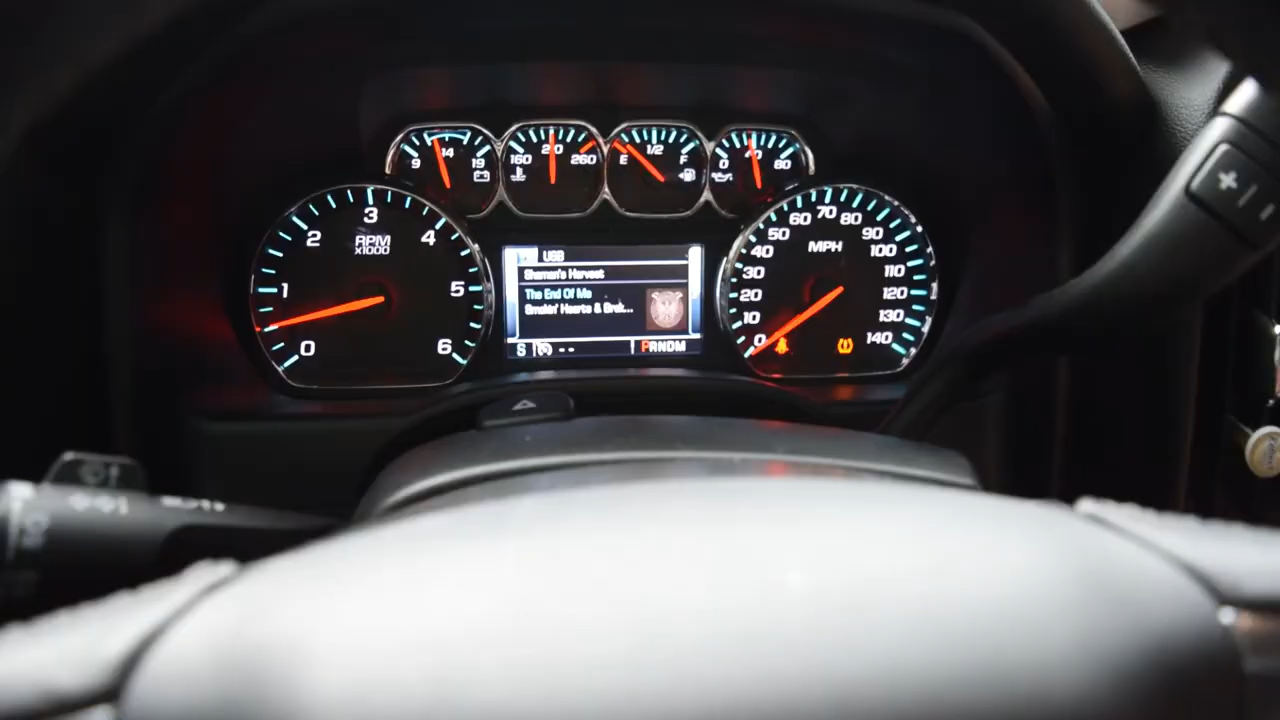 9 14 19
160 210 260
E 1/2 F
0 40 80
0 1 2 3 4 5 6
RPM
X1000
USB
Shaman's Harvest
The End Of Me
Smokin' Hearts & Brok...
S -- PRNDM
0 10 20 30 40 50 60 70 80 90 100 110 120 130 140
MPH